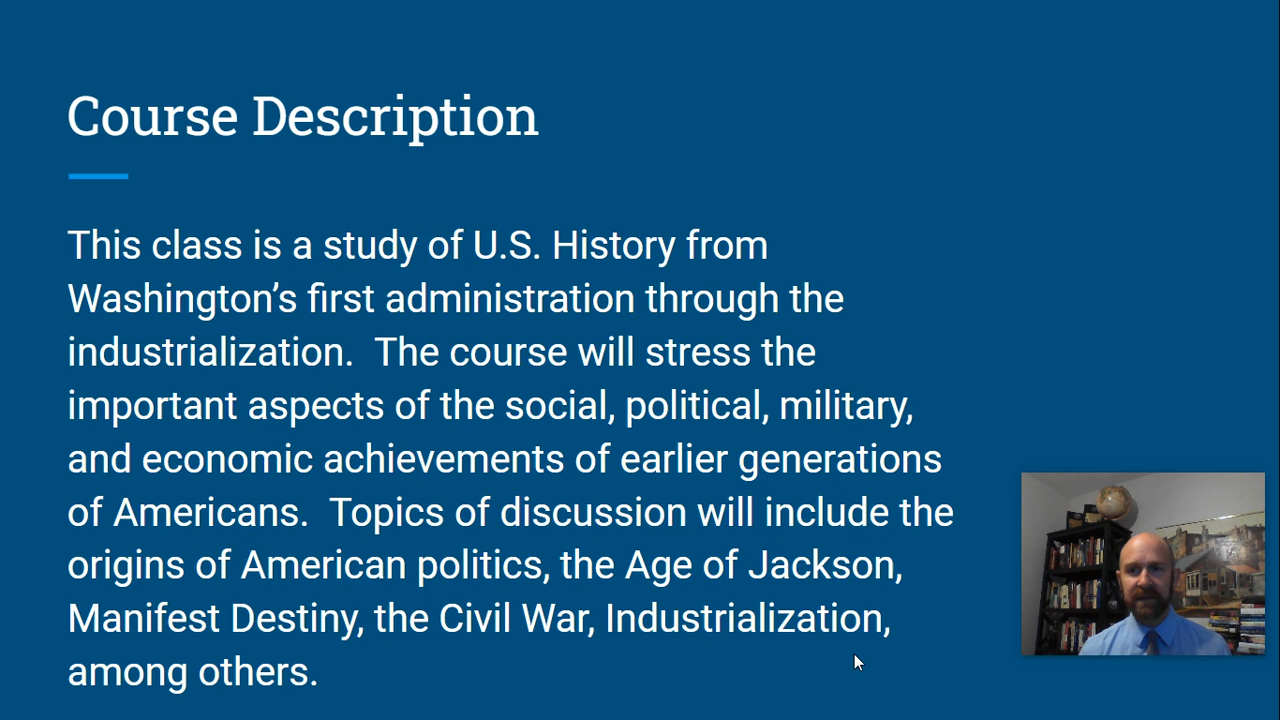 Course Description
This class is a study of U.S. History from
Washington’s first administration through the
industrialization.  The course will stress the
important aspects of the social, political, military,
and economic achievements of earlier generations
of Americans.  Topics of discussion will include the
origins of American politics, the Age of Jackson,
Manifest Destiny, the Civil War, Industrialization,
among others.